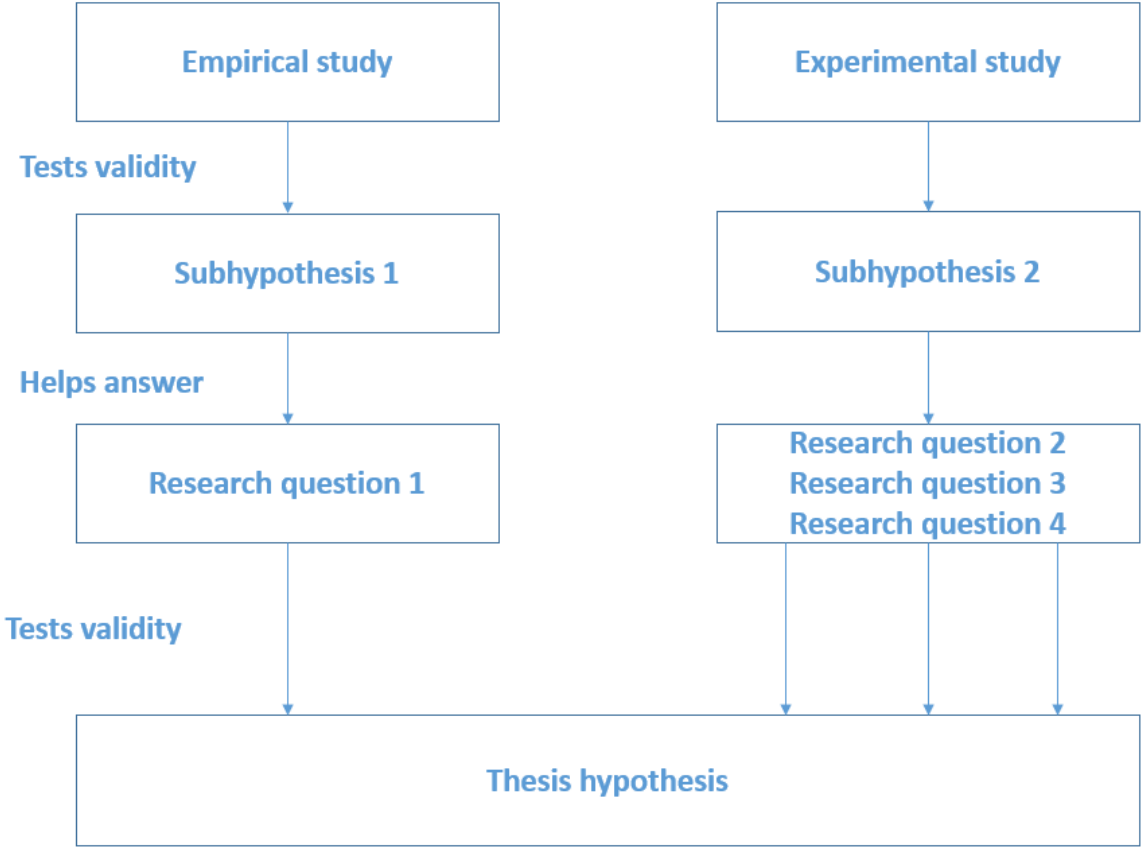 Empirical study
Experimental study
Tests validity
Subhypothesis 1
Subhypothesis 2
Helps answer
Research question 1
Research question 2
Research question 3
Research question 4
Tests validity
Thesis hypothesis